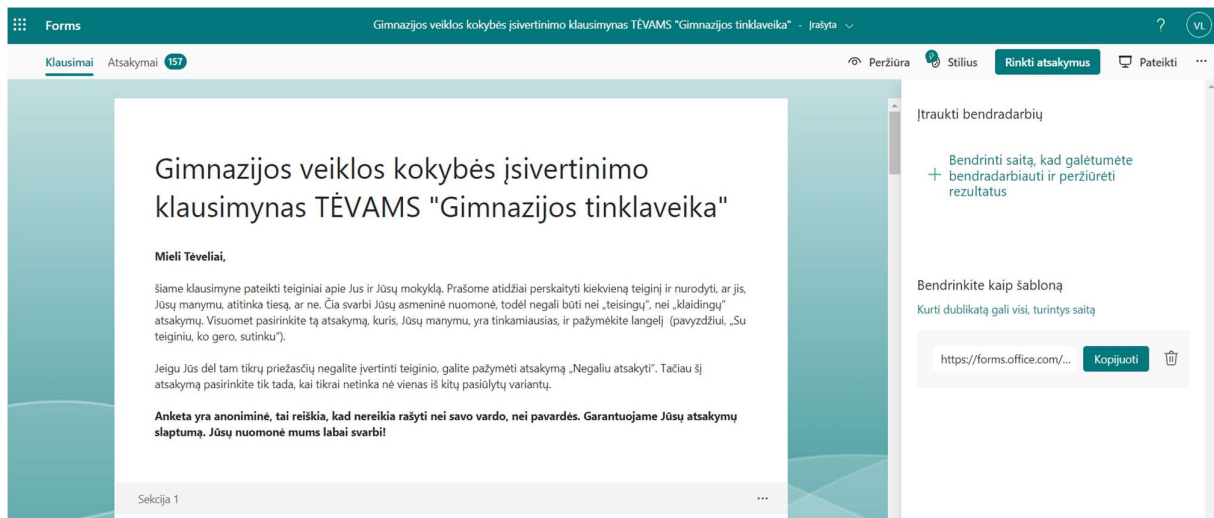 Forms
Gimnazijos veiklos kokybės įsivertinimo klausimynas TĖVAMS "Gimnazijos tinklaveika" - Įrašyta
?
VL
Klausimai
Atsakymai 157
Peržiūra
Stilius
Rinkti atsakymus
Pateikti
Gimnazijos veiklos kokybės įsivertinimo
klausimynas TĖVAMS "Gimnazijos tinklaveika"
Mieli Tėveliai,
šiame klausimyne pateikti teiginiai apie Jus ir Jūsų mokyklą. Prašome atidžiai perskaityti kiekvieną teiginį ir nurodyti, ar jis,
Jūsų manymu, atitinka tiesą, ar ne. Čia svarbi Jūsų asmeninė nuomonė, todėl negali būti nei „teisingų“, nei „klaidingų“
atsakymų. Visuomet pasirinkite tą atsakymą, kuris, Jūsų manymu, yra tinkamiausias, ir pažymėkite langelį (pavyzdžiui, „Su
teiginiu, ko gero, sutinku“).
Jeigu Jūs dėl tam tikrų priežasčių negalite įvertinti teiginio, galite pažymėti atsakymą „Negaliu atsakyti“. Tačiau šį
atsakymą pasirinkite tik tada, kai tikrai netinka nė vienas iš kitų pasiūlytų variantų.
Anketa yra anoniminė, tai reiškia, kad nereikia rašyti nei savo vardo, nei pavardės. Garantuojame Jūsų atsakymų
slaptumą. Jūsų nuomonė mums labai svarbi!
Sekcija 1
Įtraukti bendradarbių
Bendrinti saitą, kad galėtumėte
bendradarbiauti ir peržiūrėti
rezultatus
Bendrinkite kaip šabloną
Kurti dublikatą gali visi, turintys saitą
https://forms.office.com/...
Kopijuoti